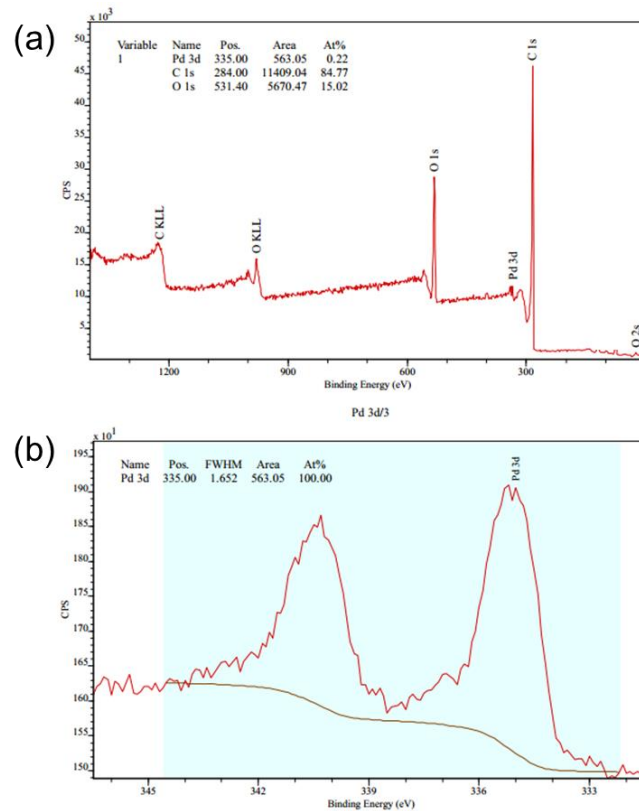 (a)
x 10³
Variable Name Pos. Area At%
1 Pd 3d 335.00 563.05 0.22
C 1s 284.00 11409.04 84.77
O 1s 531.40 5670.47 15.02
50
45
40
35
30
25
20
15
10
5
CPS
C KLL
O KLL
O 1s
Pd 3d
C 1s
O 2s
1200 900 600 300
Binding Energy (eV)
Pd 3d/3
(b)
x 10¹
Name Pos. FWHM Area At%
Pd 3d 335.00 1.652 563.05 100.00
Pd 3d
195
190
185
180
175
170
165
160
155
150
CPS
345 342 339 336 333
Binding Energy (eV)